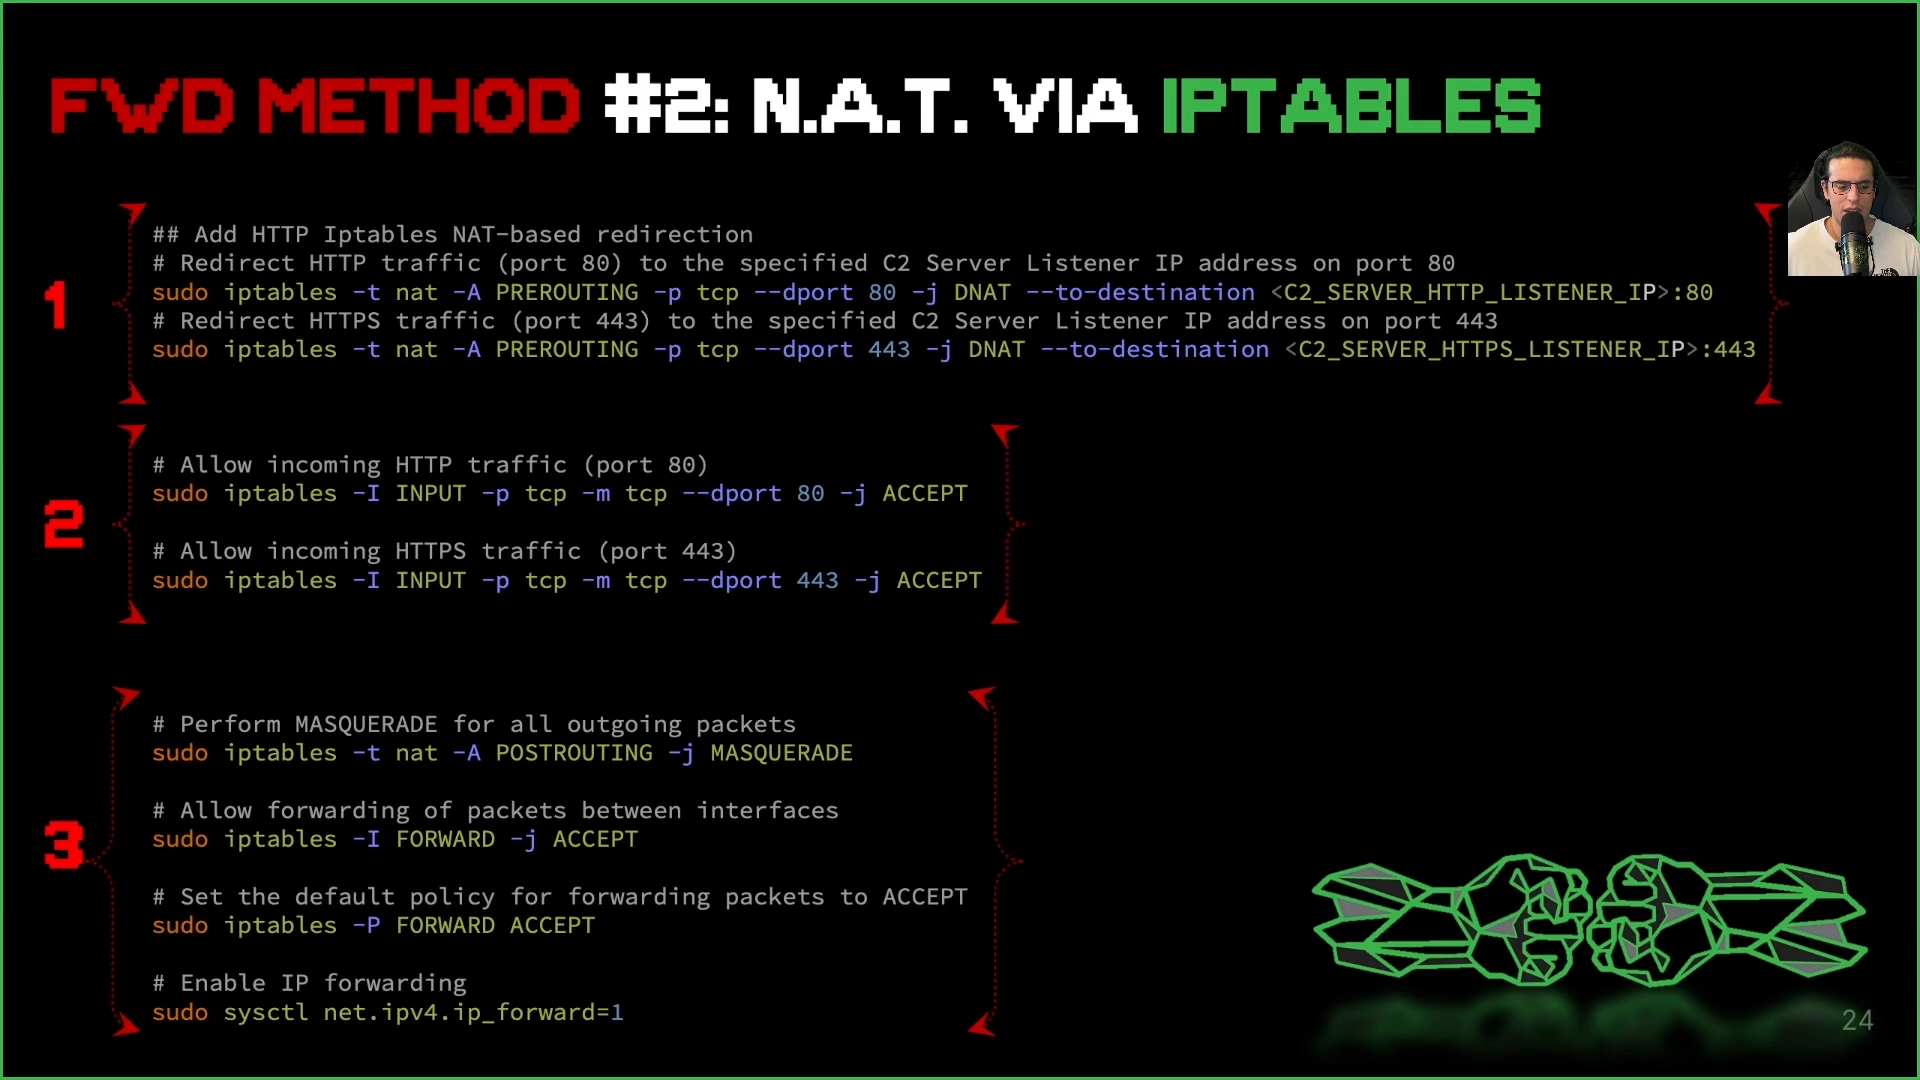 FWD METHOD #2: N.A.T. VIA IPTABLES
1
## Add HTTP Iptables NAT-based redirection
# Redirect HTTP traffic (port 80) to the specified C2 Server Listener IP address on port 80
sudo iptables -t nat -A PREROUTING -p tcp --dport 80 -j DNAT --to-destination <C2_SERVER_HTTP_LISTENER_IP>:80
# Redirect HTTPS traffic (port 443) to the specified C2 Server Listener IP address on port 443
sudo iptables -t nat -A PREROUTING -p tcp --dport 443 -j DNAT --to-destination <C2_SERVER_HTTPS_LISTENER_IP>:443
2
# Allow incoming HTTP traffic (port 80)
sudo iptables -I INPUT -p tcp -m tcp --dport 80 -j ACCEPT
# Allow incoming HTTPS traffic (port 443)
sudo iptables -I INPUT -p tcp -m tcp --dport 443 -j ACCEPT
3
# Perform MASQUERADE for all outgoing packets
sudo iptables -t nat -A POSTROUTING -j MASQUERADE
# Allow forwarding of packets between interfaces
sudo iptables -I FORWARD -j ACCEPT
# Set the default policy for forwarding packets to ACCEPT
sudo iptables -P FORWARD ACCEPT
# Enable IP forwarding
sudo sysctl net.ipv4.ip_forward=1
24